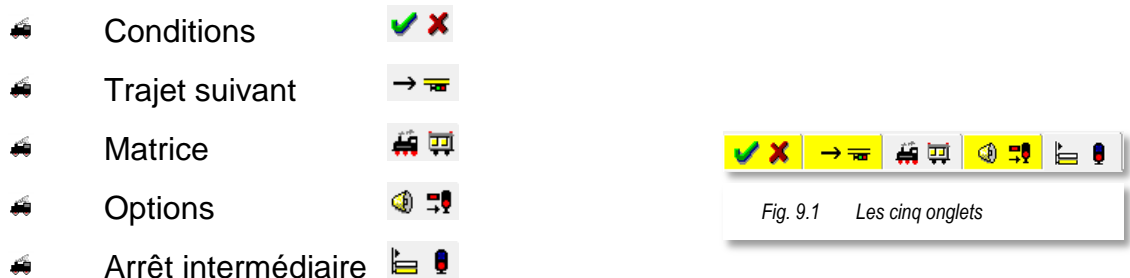 Conditions
Trajet suivant
Matrice
Options
Arrêt intermédiaire
Fig. 9.1 Les cinq onglets